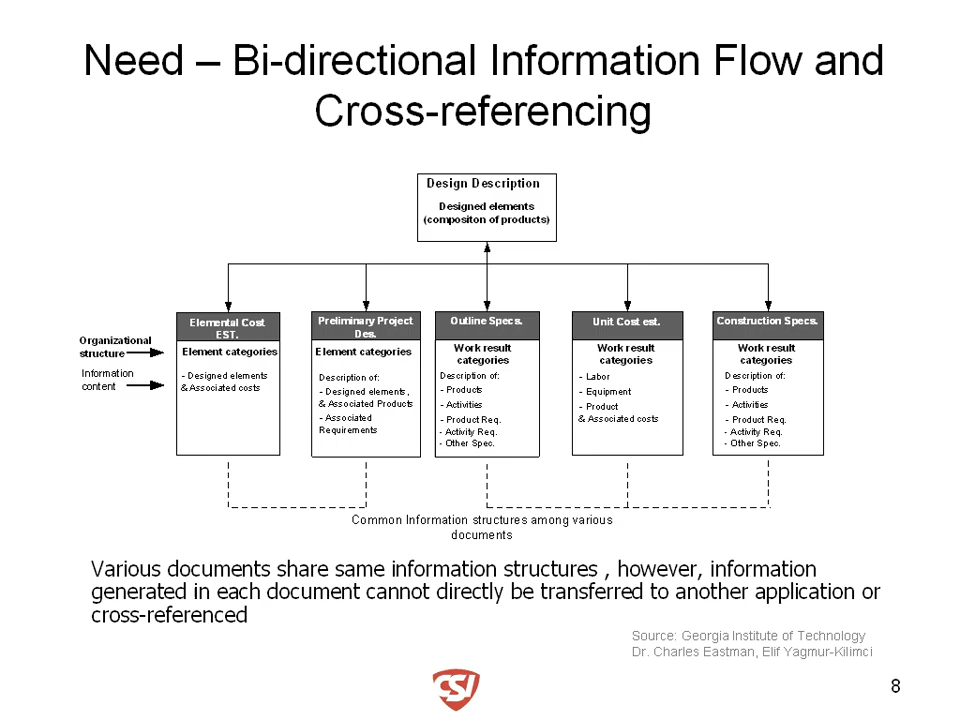 Need – Bi-directional Information Flow and
Cross-referencing
Design Description
Designed elements
(compositon of products)
Organizational
structure
Information
content
Elemental Cost
EST.
Element categories
- Designed elements
& Associated costs
Preliminary Project
Des.
Element categories
Description of:
- Designed elements,
& Associated Products
- Associated
Requirements
Outline Specs.
Work result
categories
Description of:
- Products
- Activities
- Product Req.
- Activity Req.
- Other Spec.
Unit Cost est.
Work result
categories
- Labor
- Equipment
- Product
& Associated costs
Construction Specs.
Work result
categories
Description of:
- Products
- Activities
- Product Req.
- Activity Req.
- Other Spec.
Common Information structures among various
documents
Various documents share same information structures , however, information
generated in each document cannot directly be transferred to another application or
cross-referenced
Source: Georgia Institute of Technology
Dr. Charles Eastman, Elif Yagmur-Kilimci
CSI
8